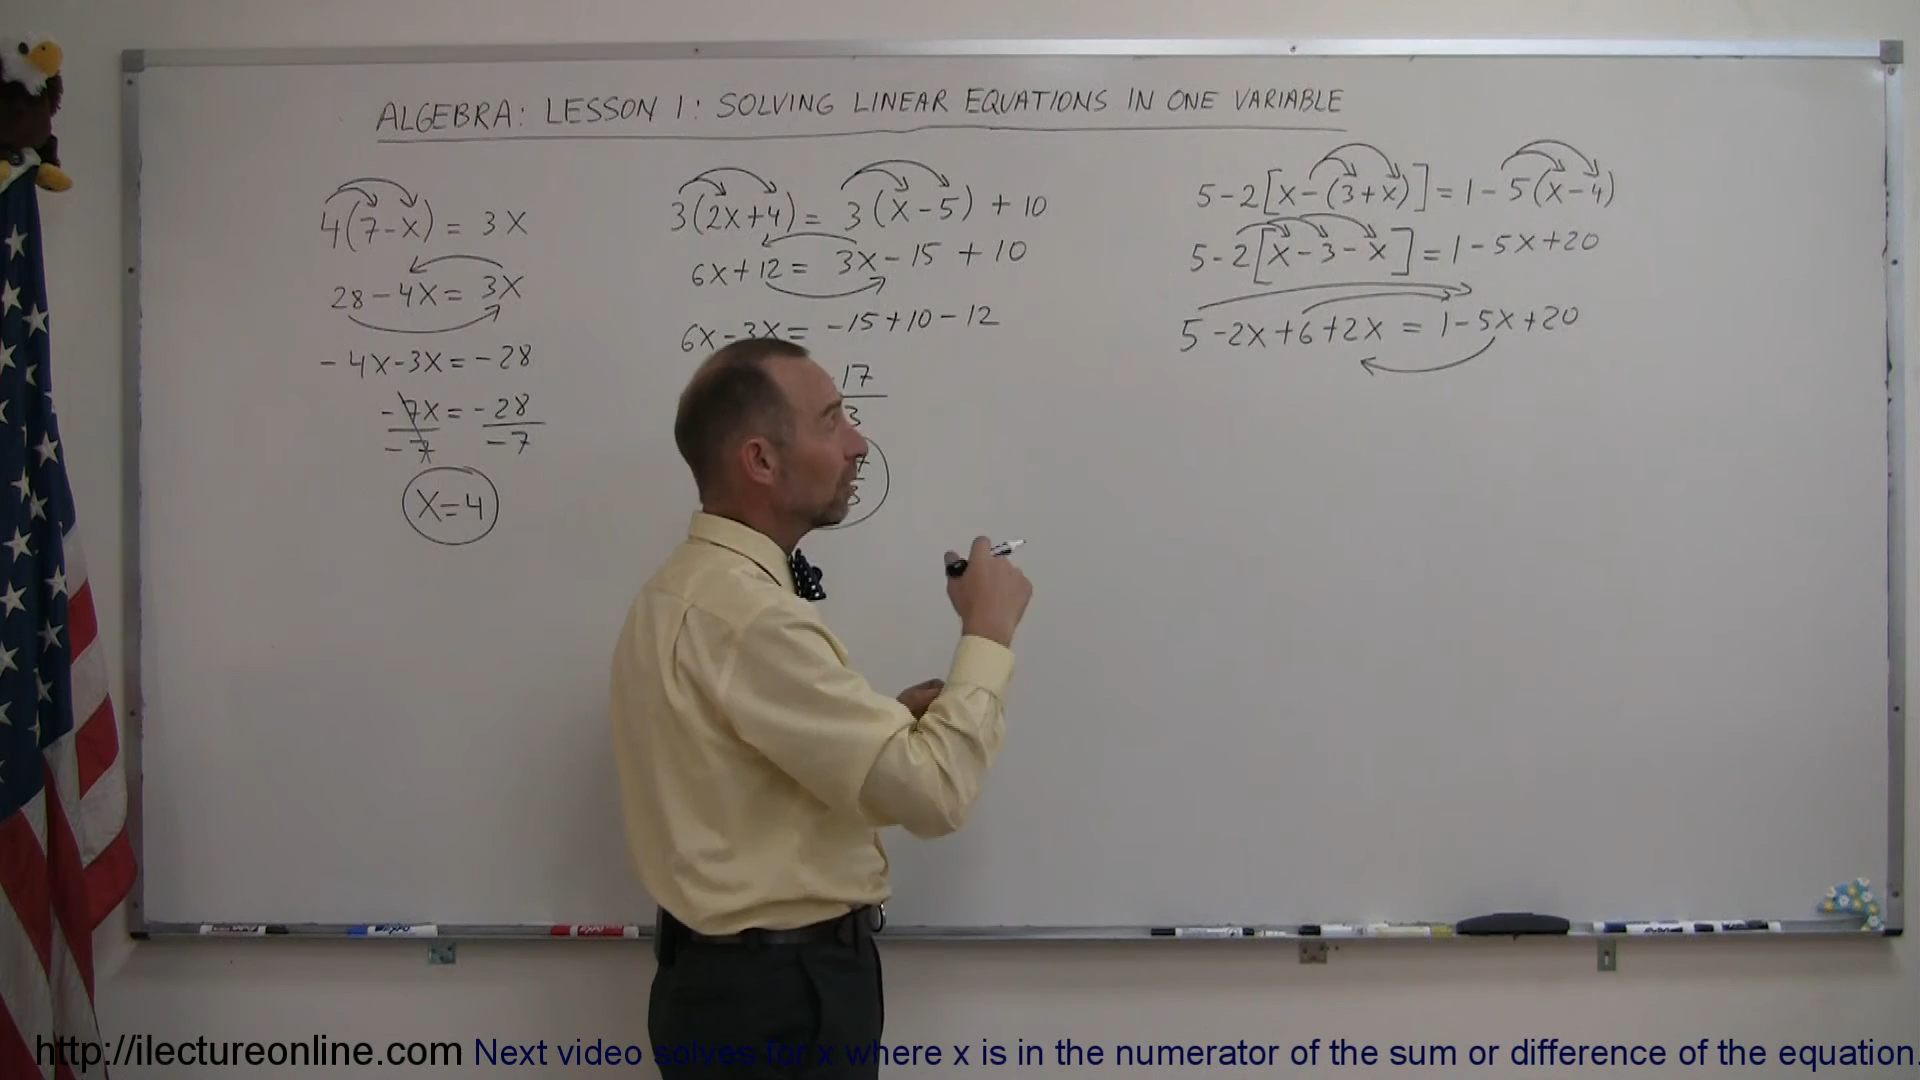 ALGEBRA: LESSON 1: SOLVING LINEAR EQUATIONS IN ONE VARIABLE
4(7-x) = 3x
28-4x = 3x
-4x-3x = -28
-7x = -28
-7 -7
x=4
3(2x+4) = 3(x-5) + 10
6x+12 = 3x-15 + 10
6x-3x = -15+10-12
-17
3
7
3
5-2[x-(3+x)] = 1-5(x-4)
5-2[x-3-x] = 1-5x+20
5-2x+6+2x = 1-5x+20
http://ilectureonline.com Next video solves for x where x is in the numerator of the sum or difference of the equation.